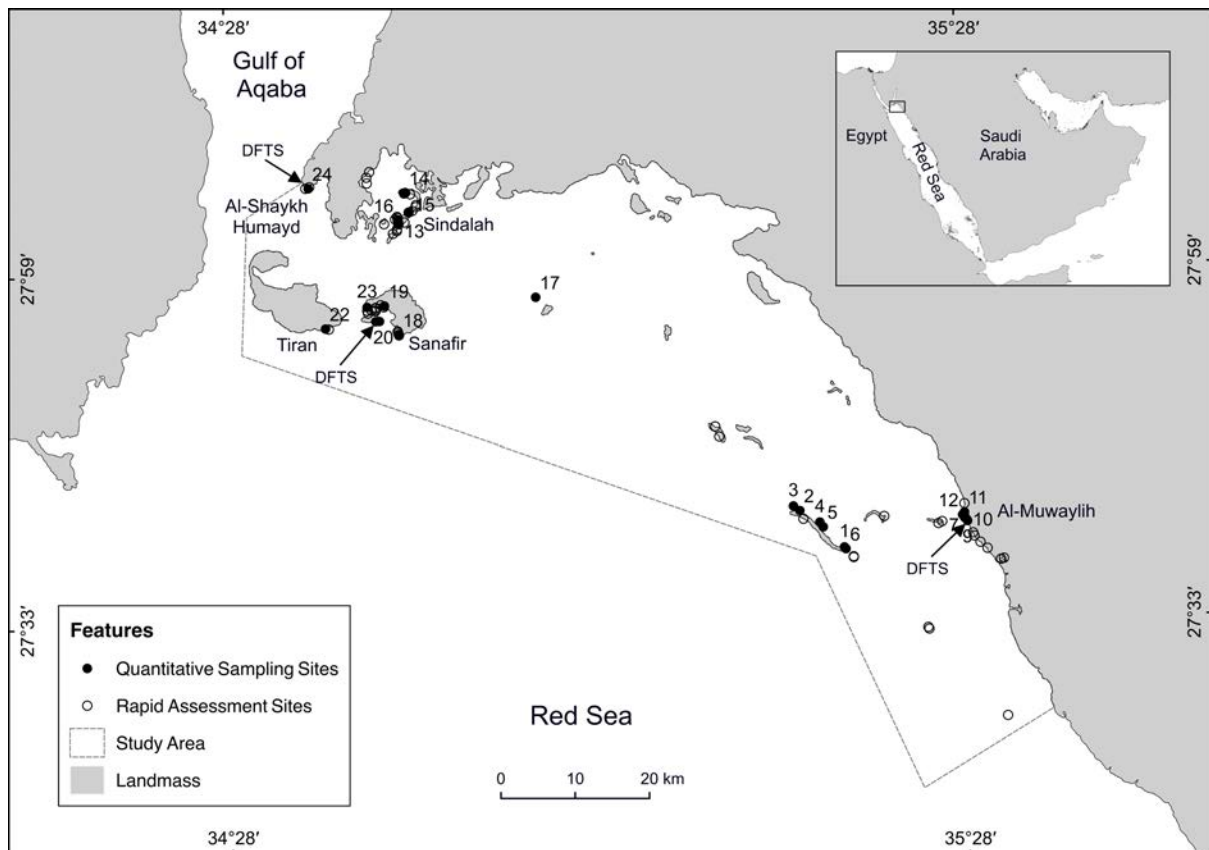 34°28′
35°28′
Gulf of
Aqaba
Egypt
Saudi
Arabia
Red Sea
DFTS
24
Al-Shaykh
Humayd
14
16
15
Sindalah
13
27°59′
27°59′
17
23
19
22
18
20
Tiran
Sanafir
DFTS
3
2
4
5
1
6
12
11
7
10
Al-Muwaylih
9
DFTS
27°33′
27°33′
Features
Quantitative Sampling Sites
Rapid Assessment Sites
Study Area
Landmass
Red Sea
0 10 20 km
34°28′
35°28′